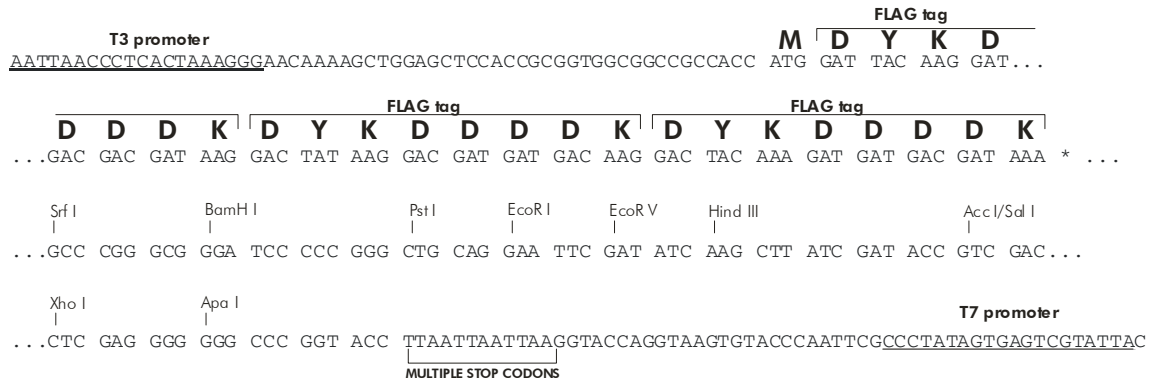 FLAG tag
T3 promoter
M D Y K D
AATTAACCCTCACTAAAGGGAACAAAAGCTGGAGCTCCACCGCGGTGGCGGCCGCCACC ATG GAT TAC AAG GAT...
FLAG tag FLAG tag
D D D K D Y K D D D D K D Y K D D D D K
...GAC GAC GAT AAG GAC TAT AAG GAC GAT GAT GAC AAG GAC TAC AAA GAT GAT GAC GAT AAA * ...
Srf I BamH I Pst I EcoR I EcoR V Hind III Acc I/Sal I
...GCC CGG GCG GGA TCC CCC GGG CTG CAG GAA TTC GAT ATC AAG CTT ATC GAT ACC GTC GAC...
Xho I Apa I
T7 promoter
...CTC GAG GGG GGG CCC GGT ACC TTAATTAATTAAGGTACCAGGTAAGTGTACCCAATTCGCCCTATAGTGAGTCGTATTAC
MULTIPLE STOP CODONS